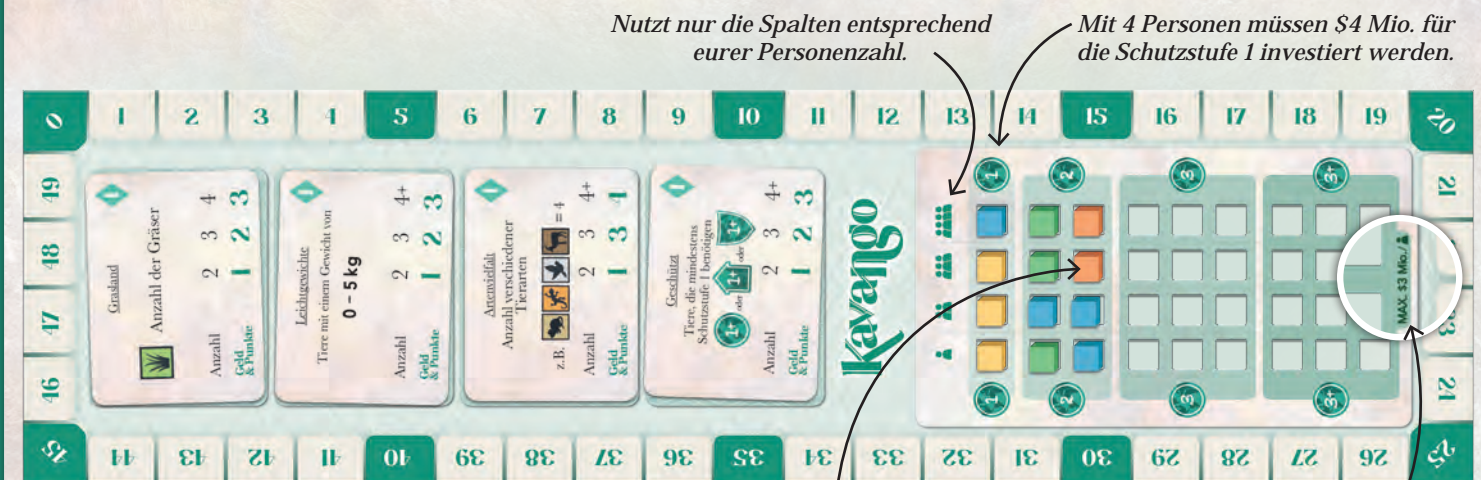 Nutzt nur die Spalten entsprechend
eurer Personenzahl.
Mit 4 Personen müssen $4 Mio. für
die Schutzstufe 1 investiert werden.
0 1 2 3 4 5 6 7 8 9 10 11 12 13 14 15 16 17 18 19 20
49
48
47
46
I
Grasland
Anzahl der Gräser
Anzahl 2 3 4
Geld
& Punkte 1 2 3
I
Leichtgewichte
Tiere mit einem Gewicht von
0 – 5 kg
Anzahl 2 3 4+
Geld
& Punkte 1 2 3
I
Artenvielfalt
Anzahl verschiedener
Tierarten
z.B. = 4
Anzahl 2 3 4+
Geld
& Punkte 1 3 4
I
Geschützt
Tiere, die mindestens
Schutzstufe 1 benötigen
1+ oder 1+ oder 1+
Anzahl 2 3 4+
Geld
& Punkte 1 2 3
Kavango
1 2 3 3+
1 2 3 3+
MAX. $3 Mio./
21
23
24
45 44 43 42 41 40 39 38 37 36 35 34 33 32 31 30 29 28 27 26 25